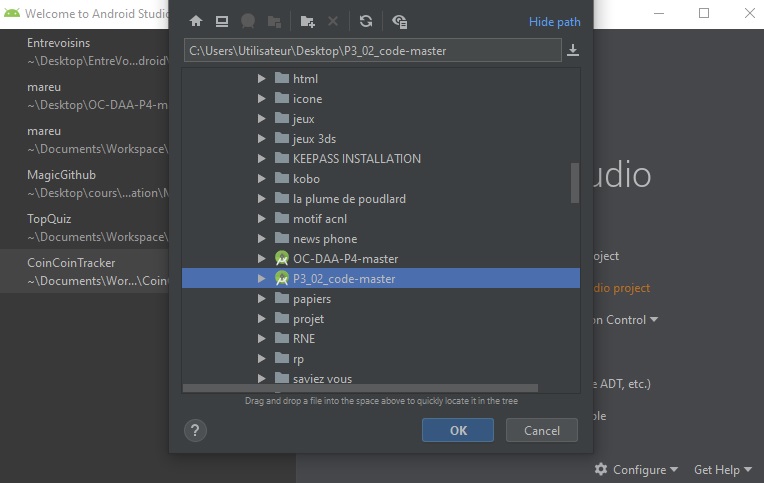 Welcome to Android Studio
Hide path
C:\Users\Utilisateur\Desktop\P3_02_code-master
Entrevoisins
~\Desktop\EntreVo...droid\
mareu
~\Desktop\OC-DAA-P4-m
mareu
~\Documents\Workspace\
MagicGithub
~\Desktop\cours\...ation\M
TopQuiz
~\Documents\Workspace\
CoinCoinTracker
~\Documents\Wor...\Coin
html
icone
jeux
jeux 3ds
KEEPASS INSTALLATION
kobo
la plume de poudlard
motif acnl
news phone
OC-DAA-P4-master
P3_02_code-master
papiers
projet
RNE
rp
saviez vous
Drag and drop a file into the space above to quickly locate it in the tree
?
OK
Cancel
udio
oject
dio project
on Control
e ADT, etc.)
ple
Configure
Get Help